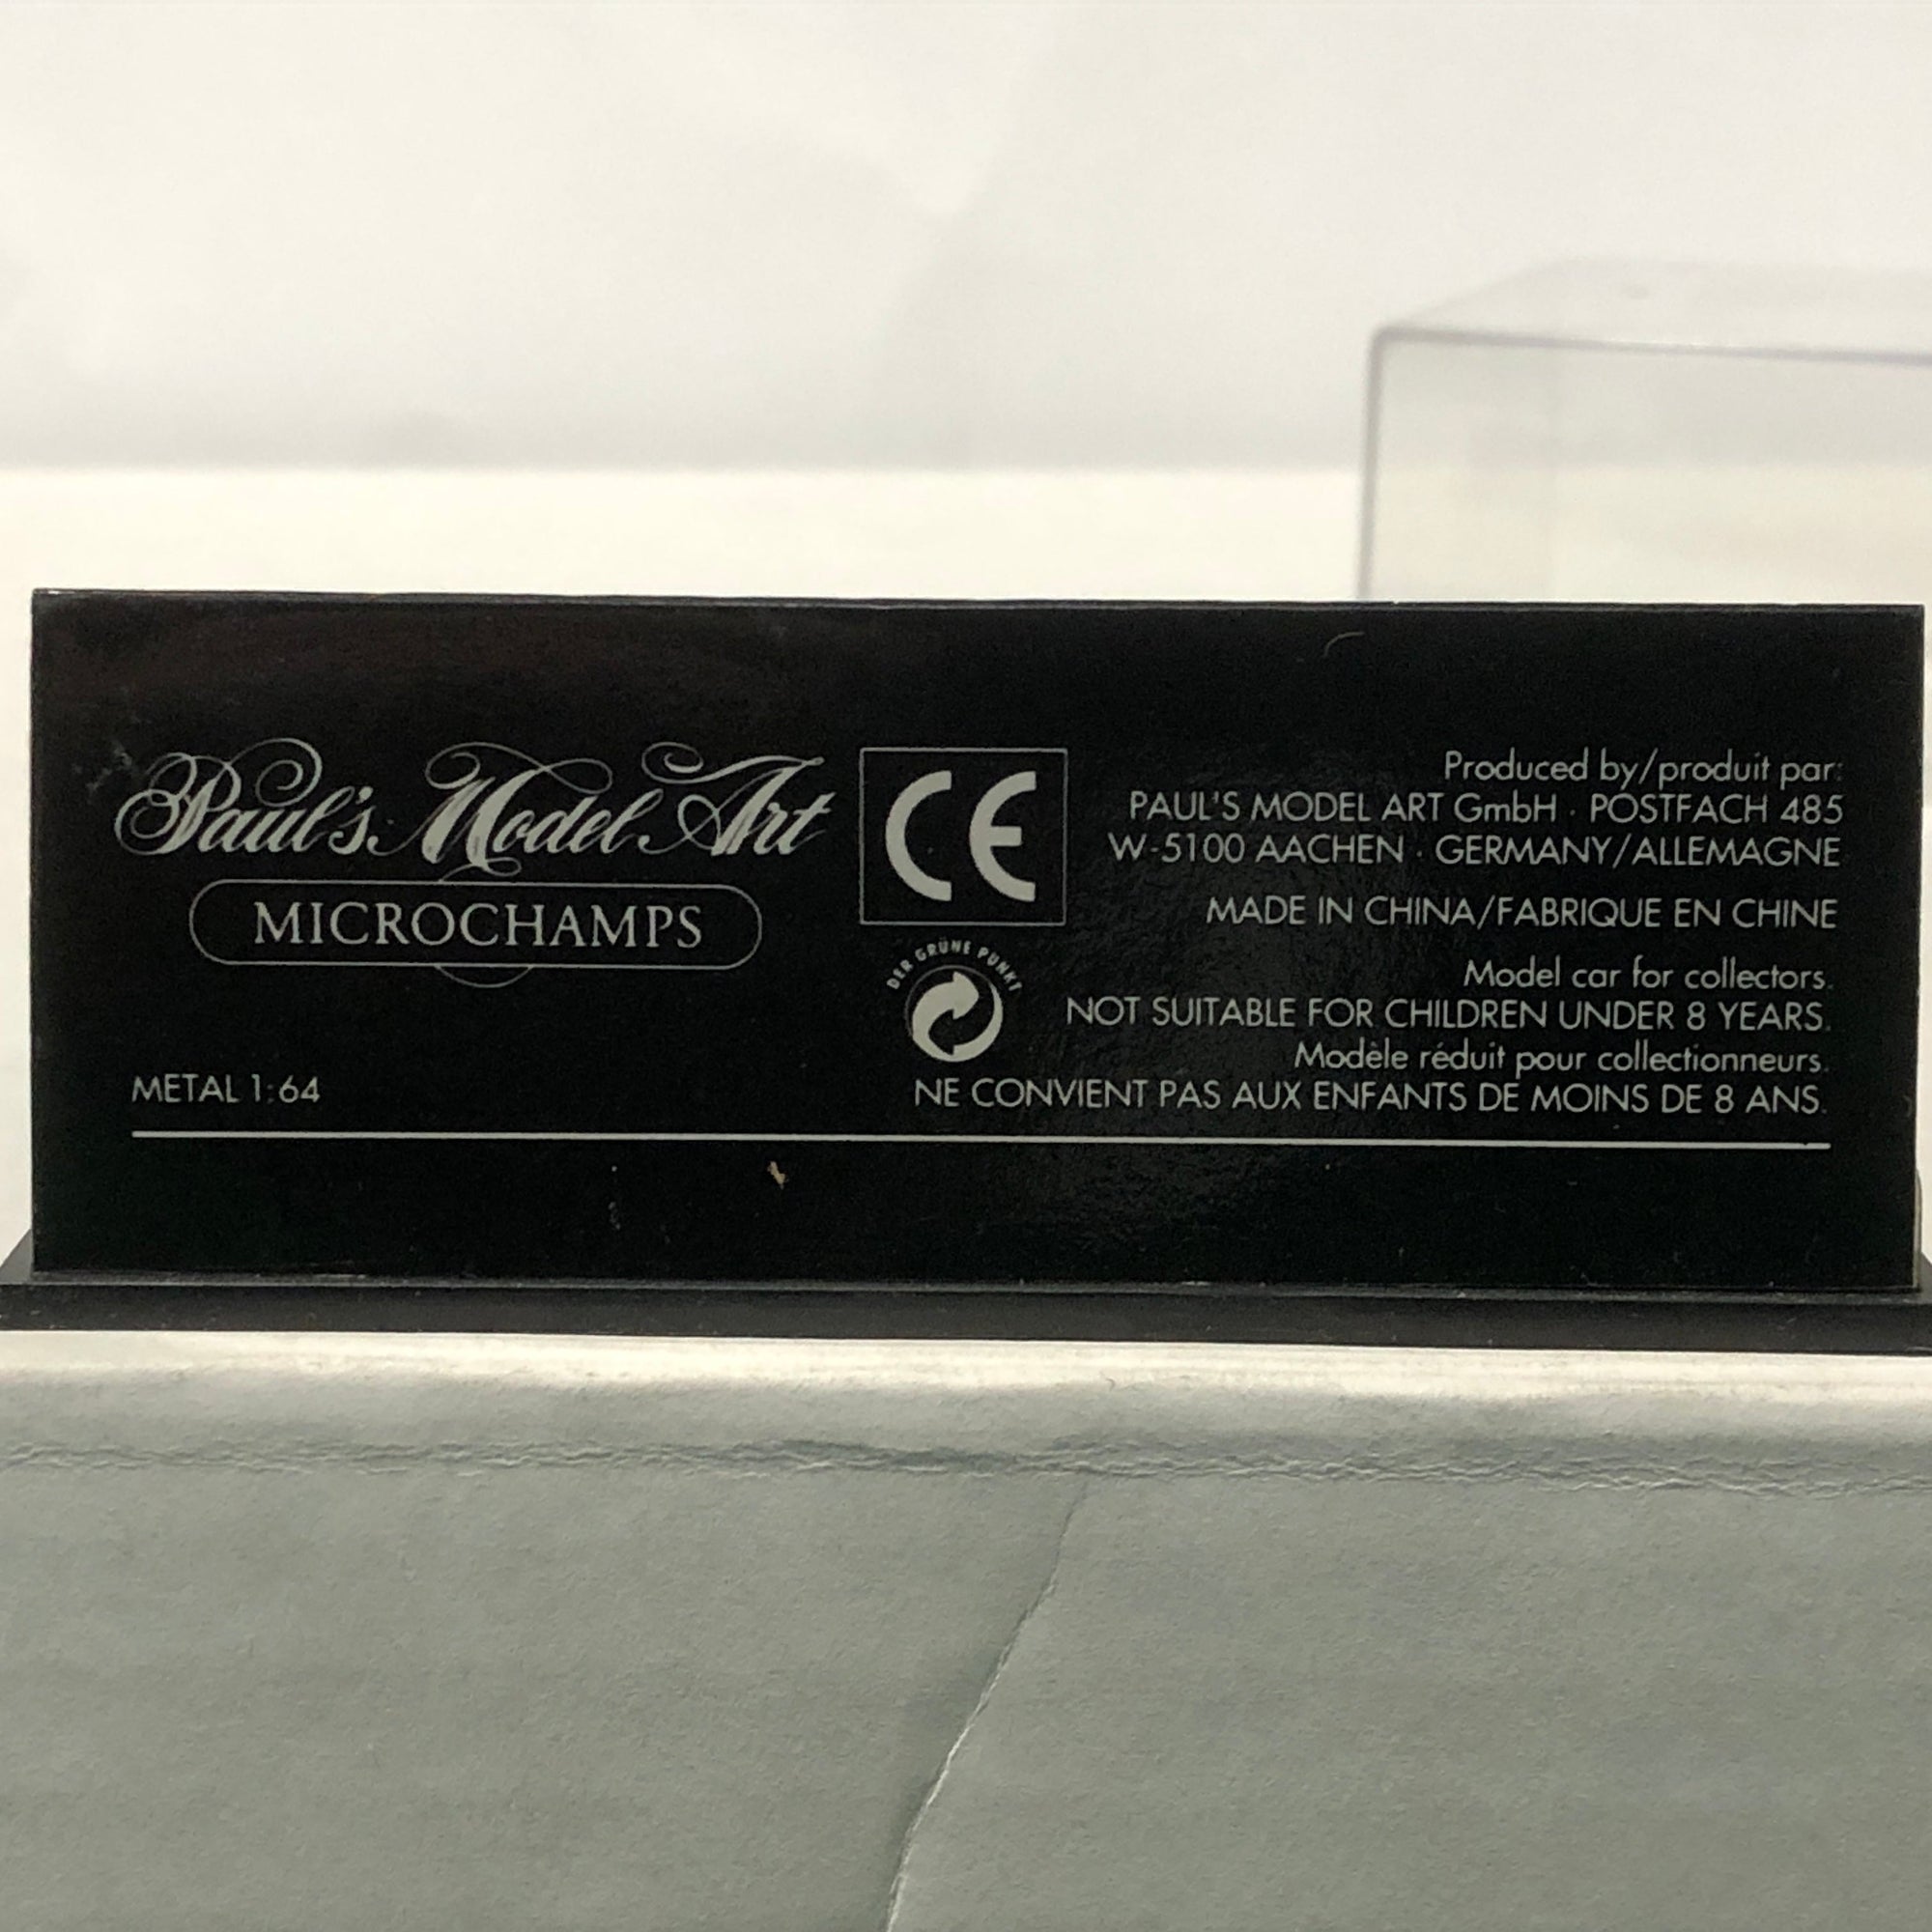 Paul's Model Art
MICROCHAMPS
METAL 1:64
CE
DER GRÜNE PUNKT
Produced by/produit par:
PAUL'S MODEL ART GmbH · POSTFACH 485
W-5100 AACHEN · GERMANY/ALLEMAGNE
MADE IN CHINA/FABRIQUE EN CHINE
Model car for collectors.
NOT SUITABLE FOR CHILDREN UNDER 8 YEARS.
Modèle réduit pour collectionneurs.
NE CONVIENT PAS AUX ENFANTS DE MOINS DE 8 ANS.